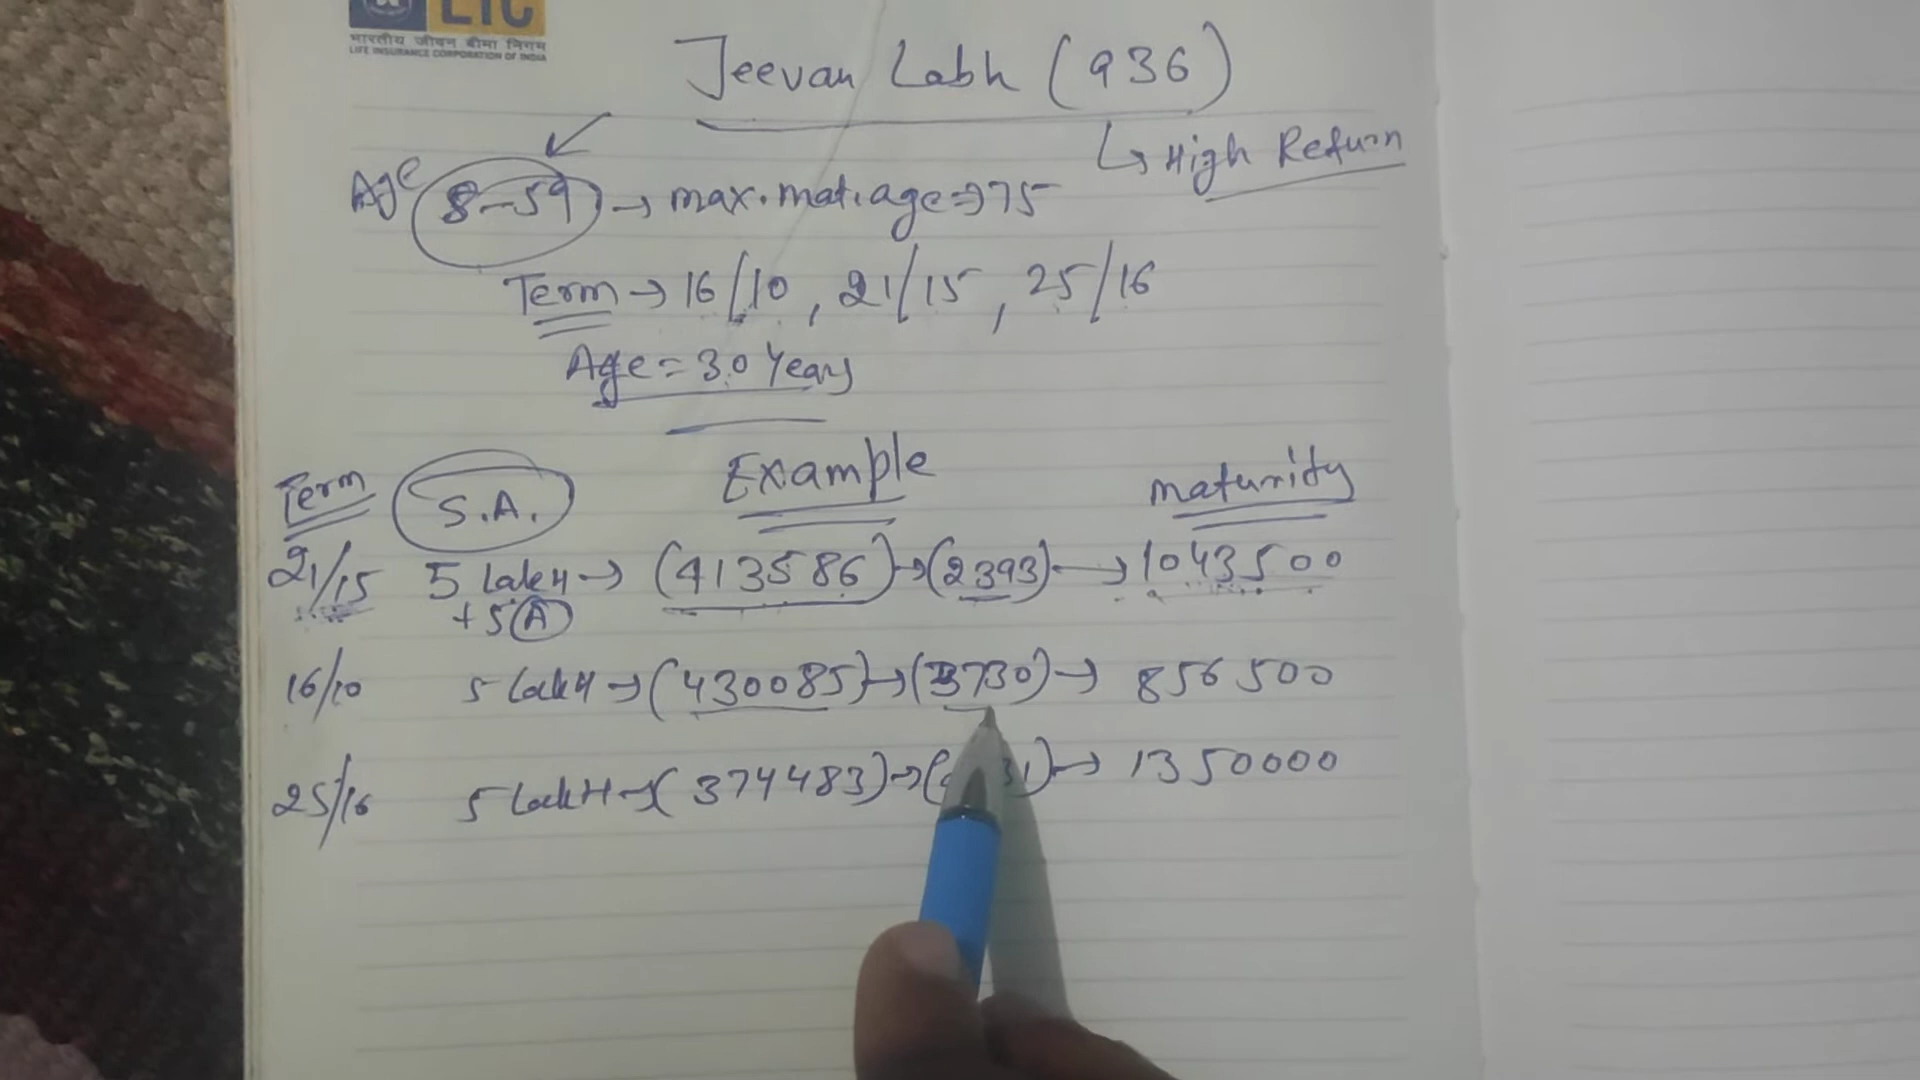 LIC
भारतीय जीवन बीमा निगम
LIFE INSURANCE CORPORATION OF INDIA
Jeevan Labh (936)
↳ High Return
Age 8-59 → max. mat. age ⇒ 75
Term → 16/10, 21/15, 25/16
Age = 30 Years
Example
Term S.A. maturity
21/15 5 lakh → (413586) → (2393) → 1043500
+5(A)
16/10 5 lakh → (430085) → (3730) → 856500
25/16 5 lakh → (374483) → → 1350000